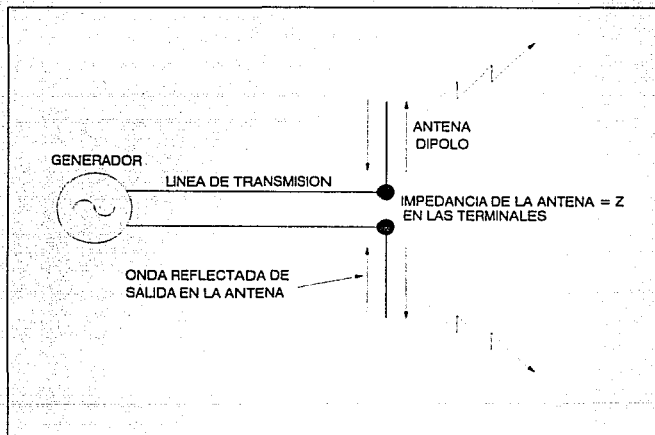 ANTENA
DIPOLO
GENERADOR
LINEA DE TRANSMISION
IMPEDANCIA DE LA ANTENA = Z
EN LAS TERMINALES
ONDA REFLECTADA DE
SALIDA EN LA ANTENA